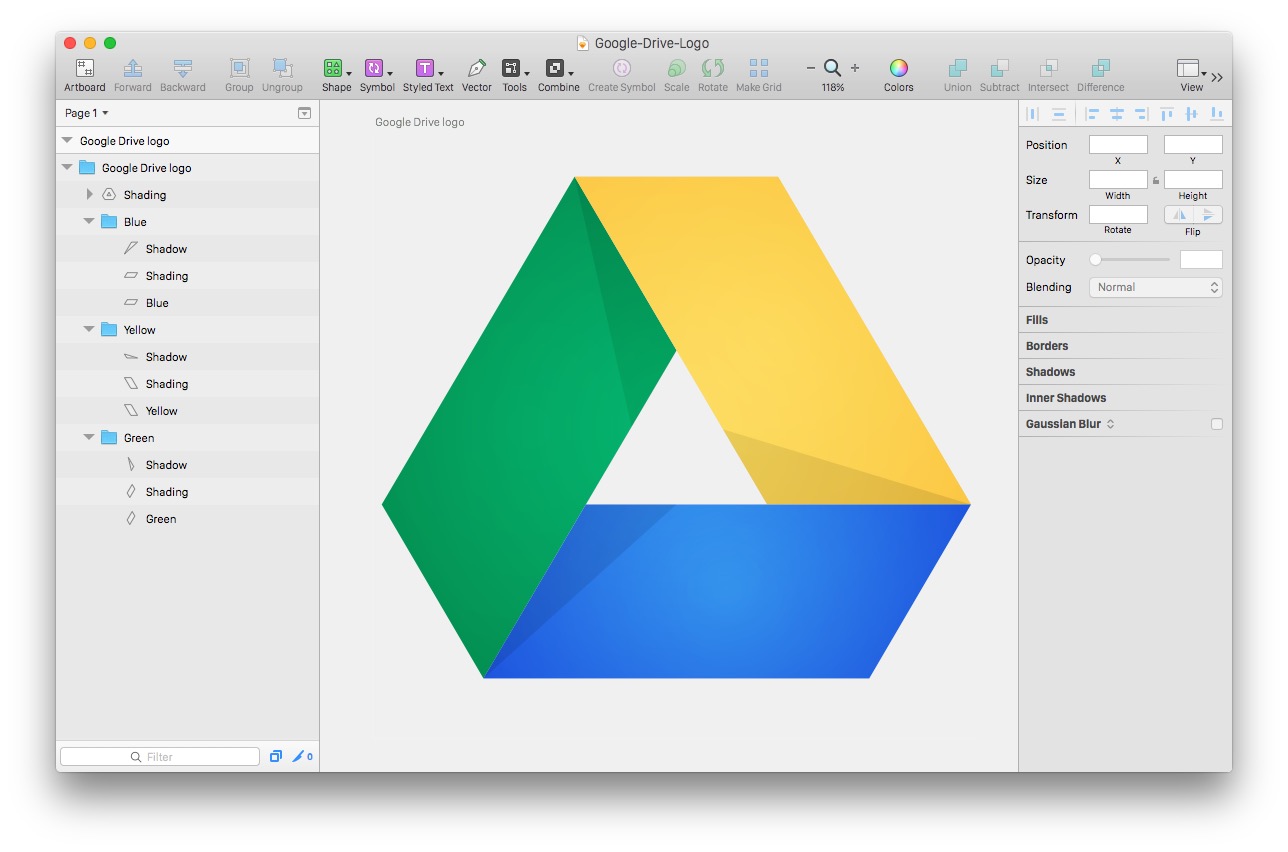 Google-Drive-Logo
Artboard Forward Backward Group Ungroup Shape Symbol Styled Text Vector Tools Combine Create Symbol Scale Rotate Make Grid 118% Colors Union Subtract Intersect Difference View
Page 1
Google Drive logo
Google Drive logo
Shading
Blue
Shadow
Shading
Blue
Yellow
Shadow
Shading
Yellow
Green
Shadow
Shading
Green
Filter 0
Google Drive logo
Position
X Y
Size
Width Height
Transform
Rotate Flip
Opacity
Blending Normal
Fills
Borders
Shadows
Inner Shadows
Gaussian Blur